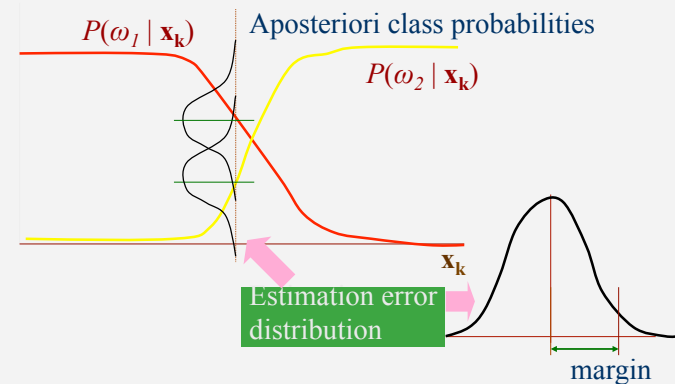 Aposteriori class probabilities
P(ω₁ | xₖ)
P(ω₂ | xₖ)
xₖ
Estimation error
distribution
margin